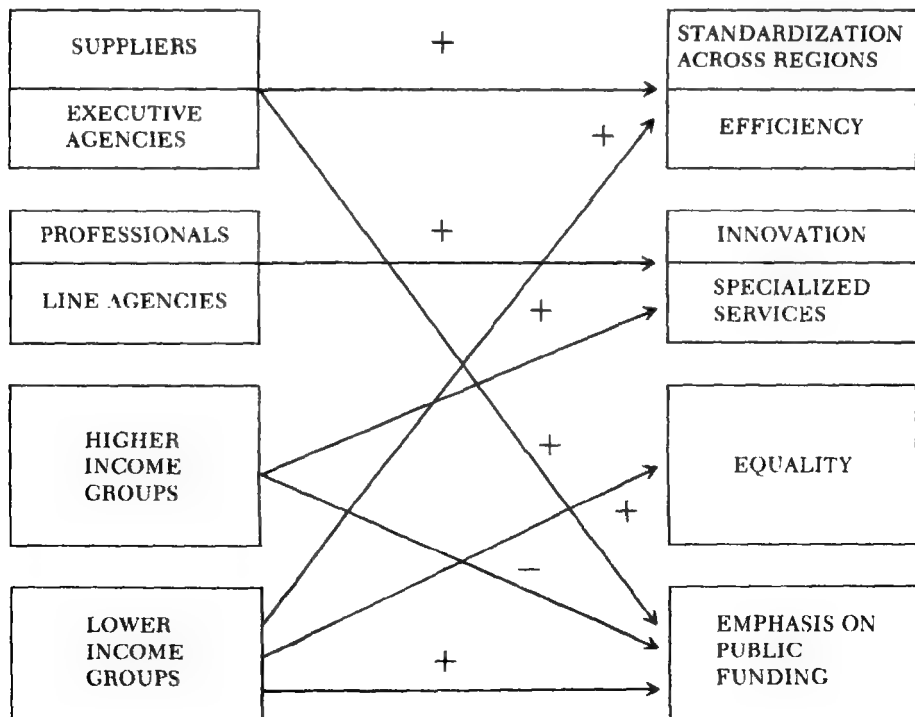 SUPPLIERS
EXECUTIVE
AGENCIES
PROFESSIONALS
LINE AGENCIES
HIGHER
INCOME
GROUPS
LOWER
INCOME
GROUPS
+
+
+
+
+
+
−
+
STANDARDIZATION
ACROSS REGIONS
EFFICIENCY
INNOVATION
SPECIALIZED
SERVICES
EQUALITY
EMPHASIS ON
PUBLIC
FUNDING